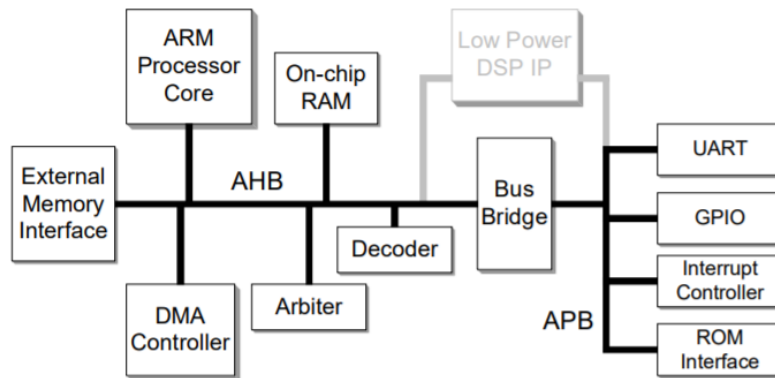 ARM
Processor
Core
On-chip
RAM
Low Power
DSP IP
External
Memory
Interface
AHB
Bus
Bridge
UART
GPIO
Decoder
Interrupt
Controller
DMA
Controller
Arbiter
APB
ROM
Interface